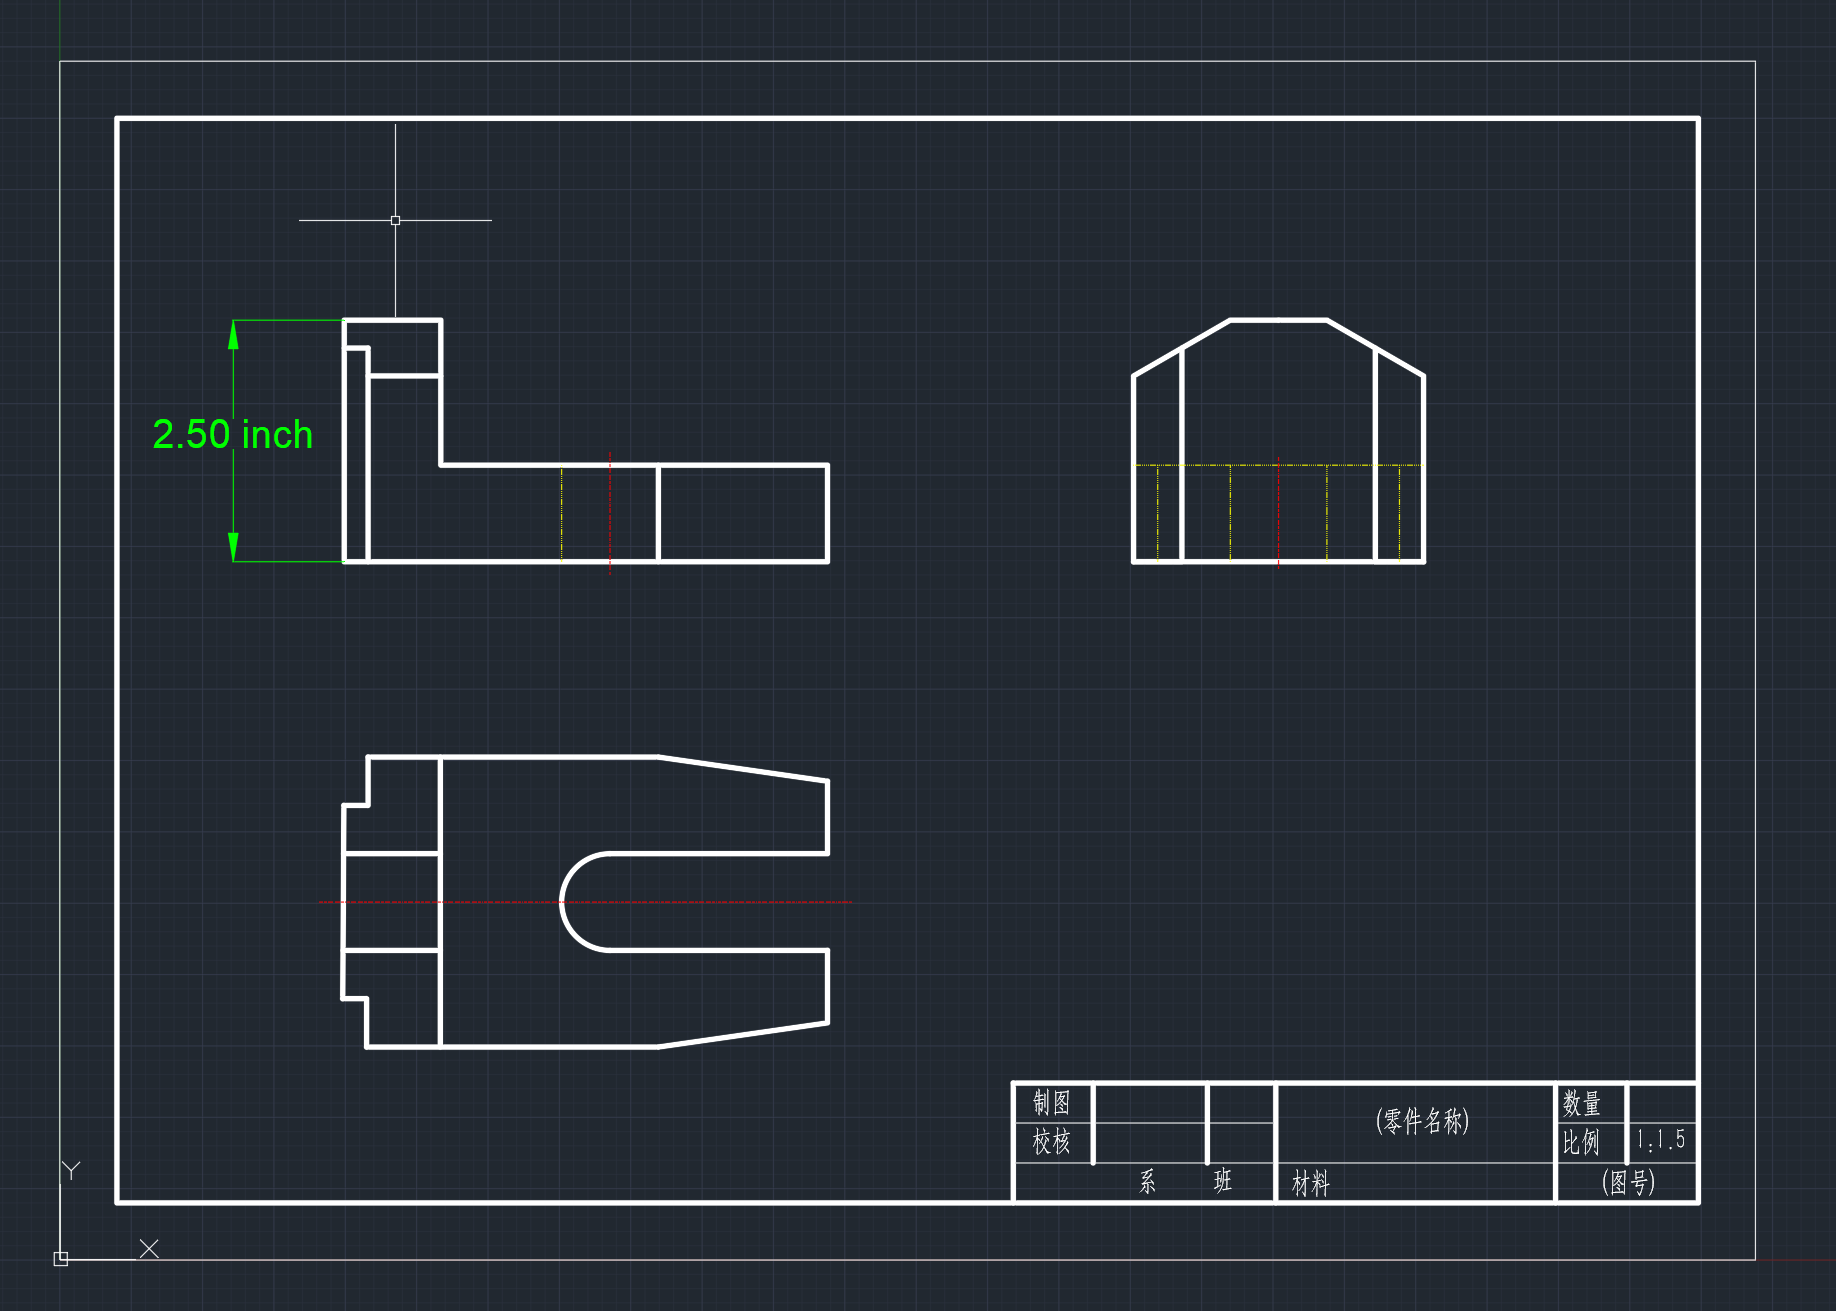 2.50 inch
制图
(零件名称)
数量
校核
比例
1:1.5
系 班
材料
(图号)
Y
X